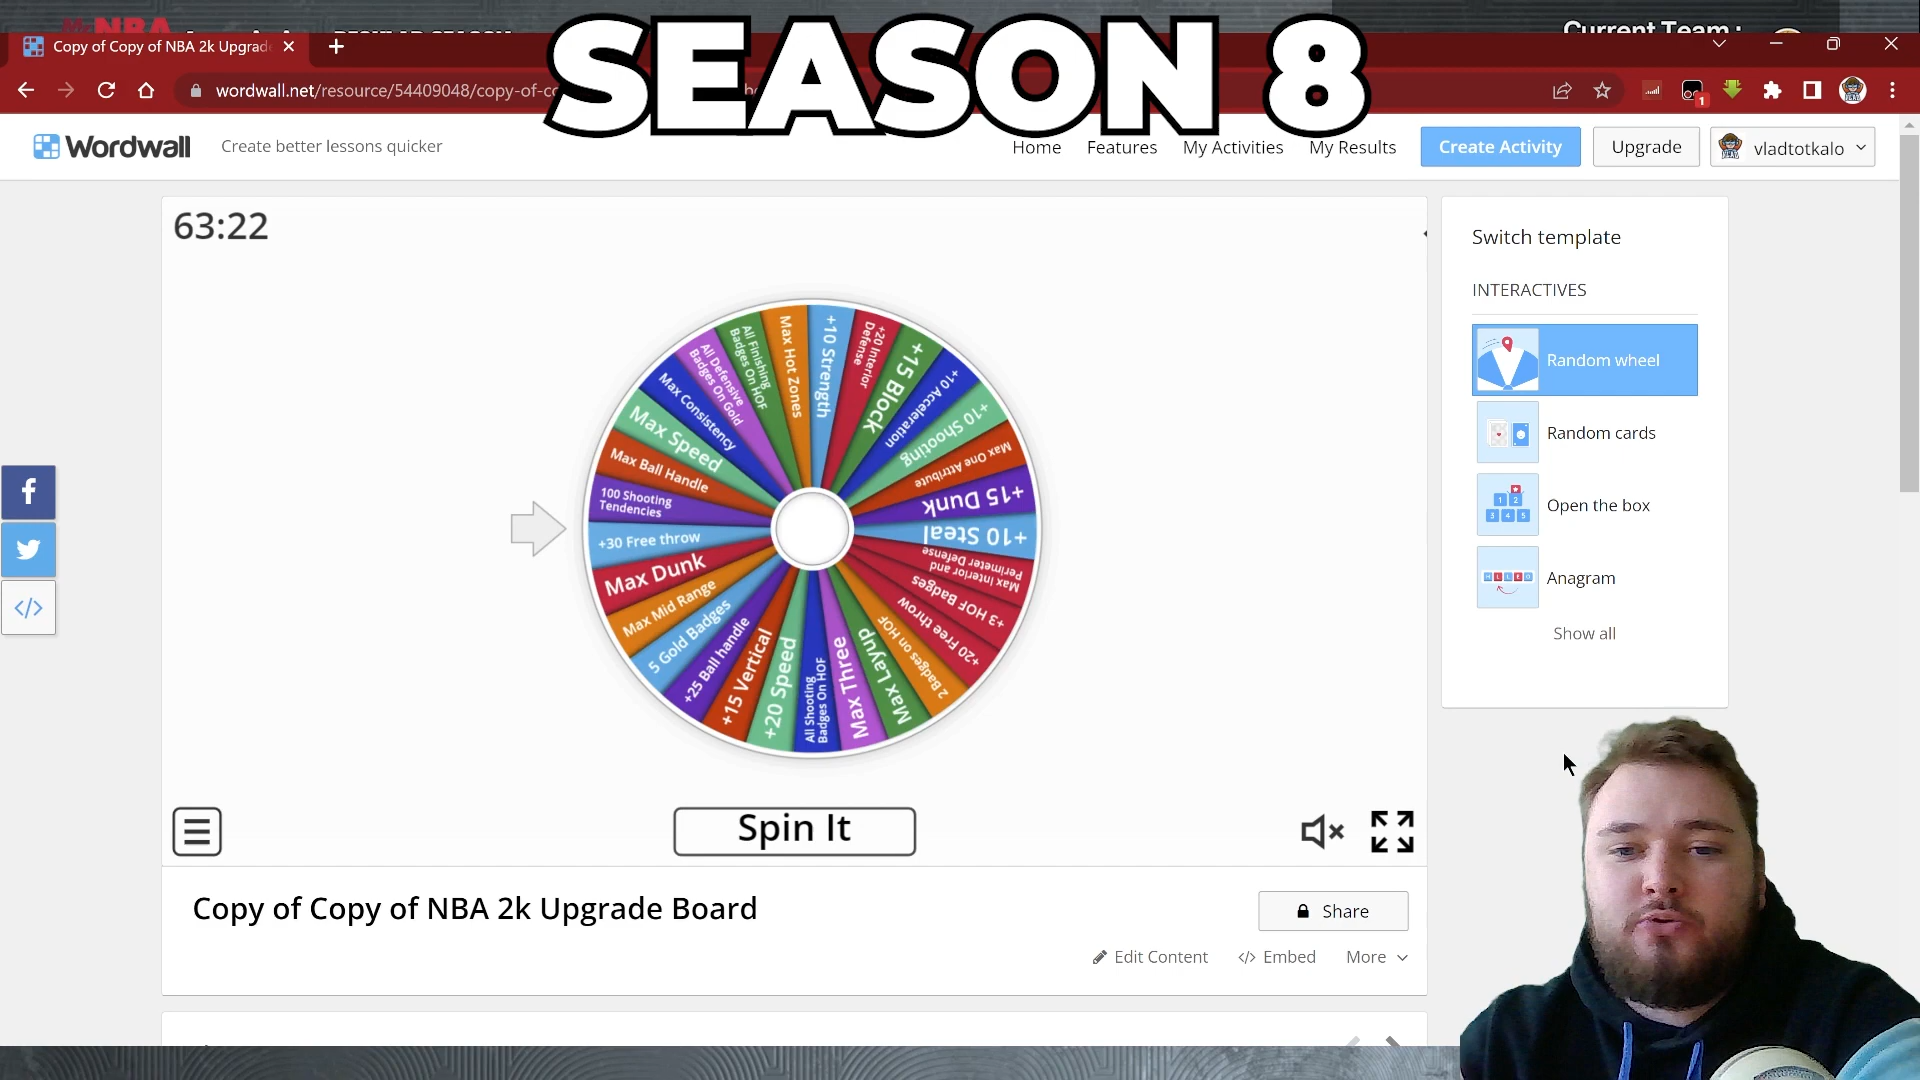 SEASON 8
Current Team :
Copy of Copy of NBA 2k Upgrad
wordwall.net/resource/54409048/copy-of-co
1
Wordwall
Create better lessons quicker
Home
Features
My Activities
My Results
Create Activity
Upgrade
vladtotkalo
63:22
+10 Strength
+20 Interior
Defense
+15 Block
+10 Acceleration
+10 Shooting
Max One Attribute
+15 Dunk
+10 Steal
Max Interior and
Perimeter Defense
+3 HOF Badges
+20 Free throw
2 Badges on HOF
Max Layup
Max Three
All Shooting
Badges On HOF
+20 Speed
+15 Vertical
+25 Ball handle
5 Gold Badges
Max Mid Range
Max Dunk
+30 Free throw
100 Shooting
Tendencies
Max Ball Handle
Max Speed
Max Consistency
All Defensive
Badges On Gold
All Finishing
Badges On HOF
Max Hot Zones
Spin It
Switch template
INTERACTIVES
Random wheel
Random cards
Open the box
Anagram
Show all
Copy of Copy of NBA 2k Upgrade Board
Share
Edit Content
</> Embed
More